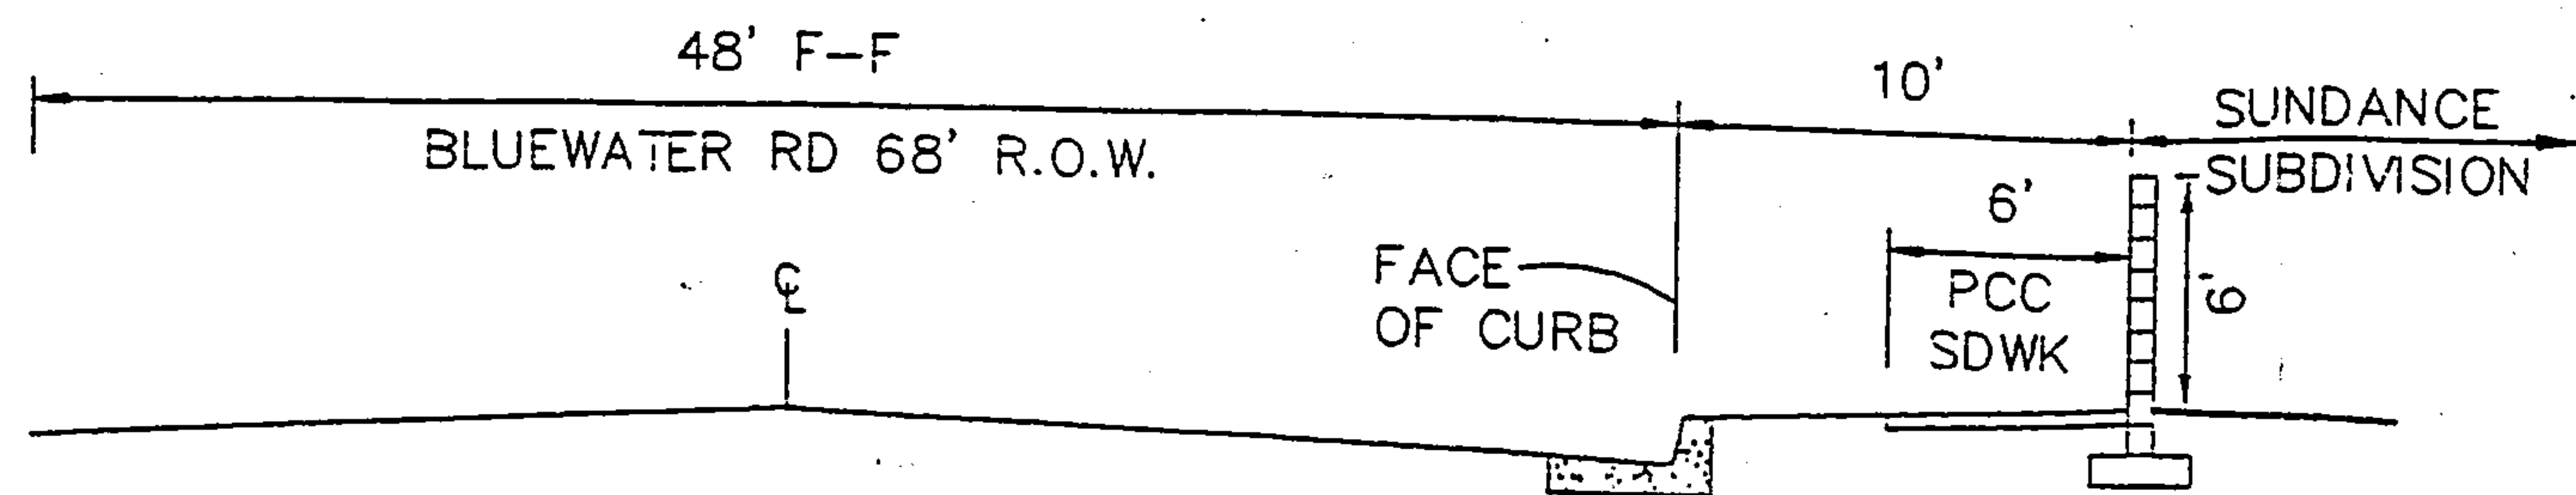 48' F-F
BLUEWATER RD 68' R.O.W.
10'
SUNDANCE
SUBDIVISION
6'
PCC
SDWK
6'
FACE
OF CURB
℄